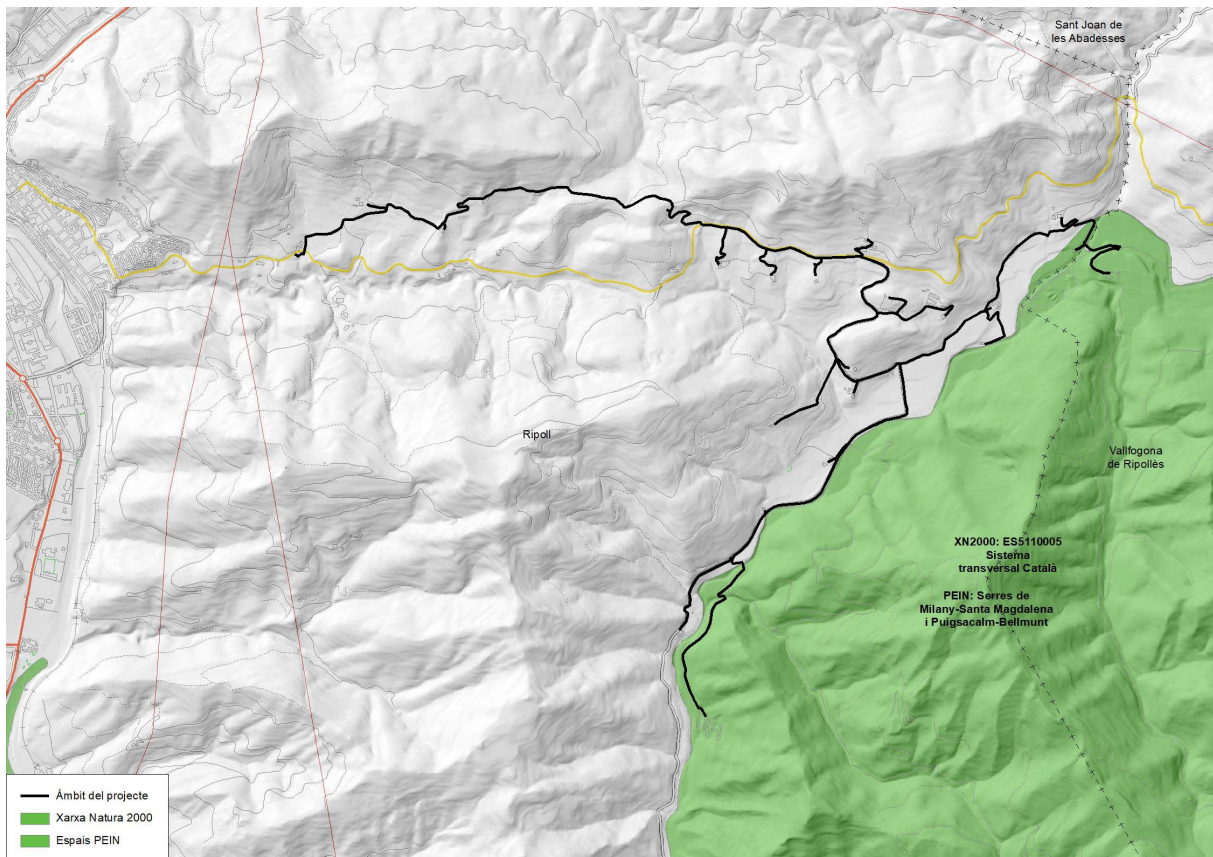 Sant Joan de
les Abadesses
Ripoll
Vallfogona
de Ripollès
XN2000: ES5110005
Sistema
transversal Català
PEIN: Serres de
Milany-Santa Magdalena
i Puigsacalm-Bellmunt
Àmbit del projecte
Xarxa Natura 2000
Espais PEIN